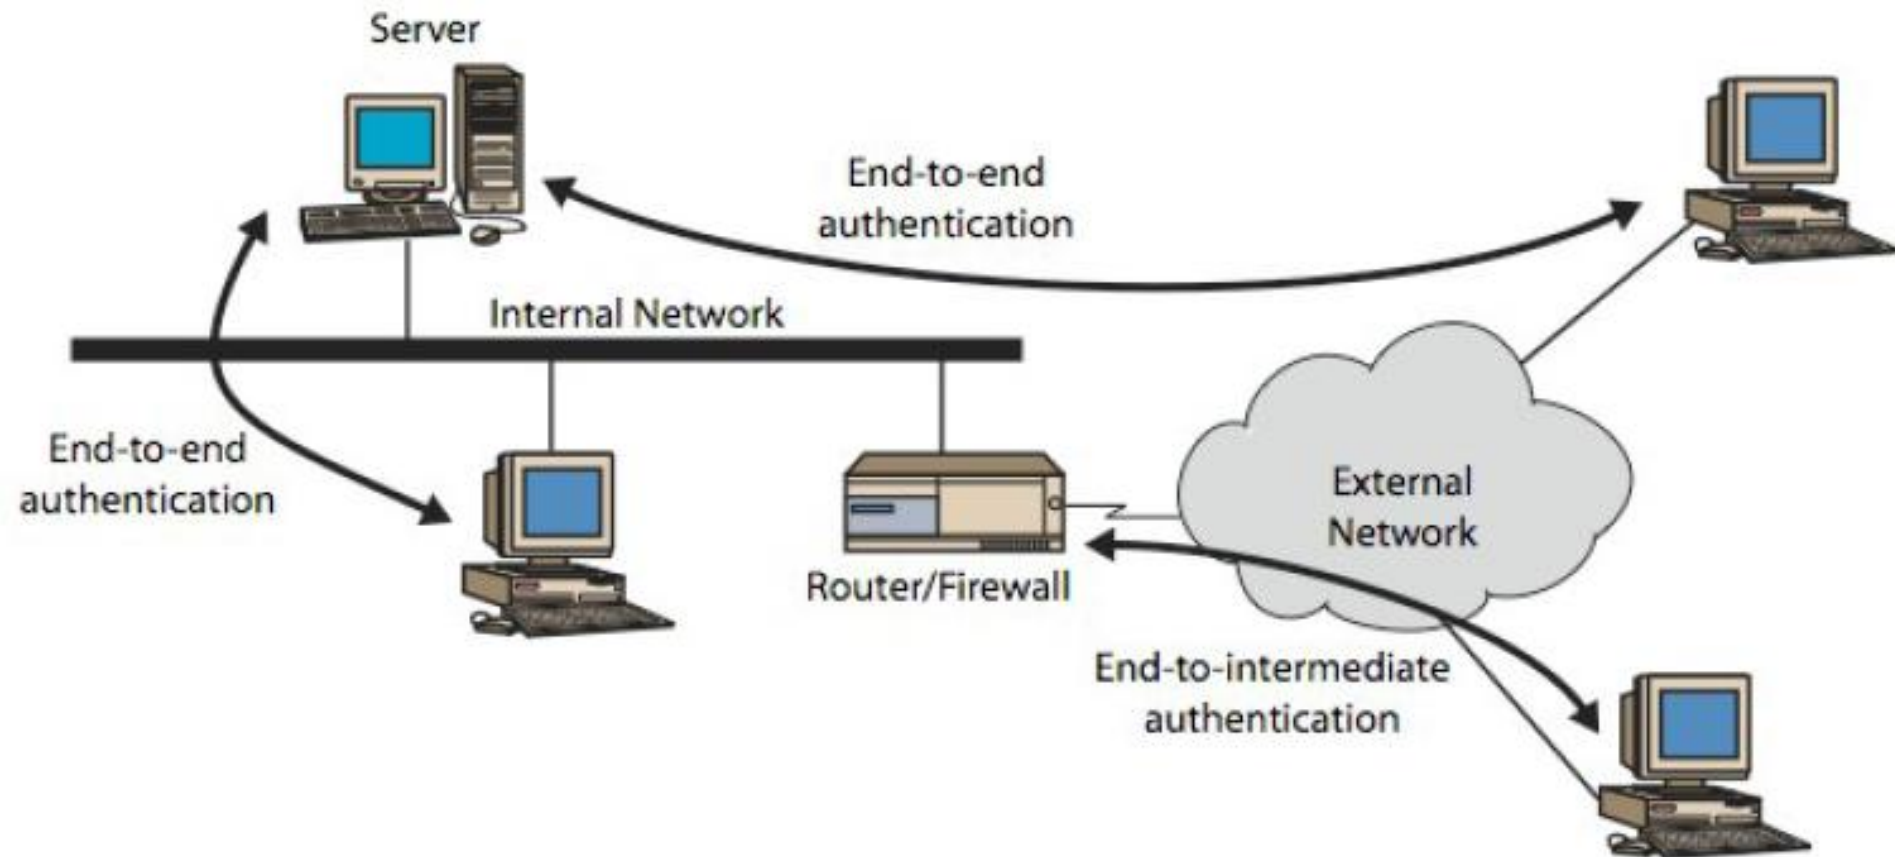 Server
End-to-end
authentication
Internal Network
End-to-end
authentication
External
Network
Router/Firewall
End-to-intermediate
authentication